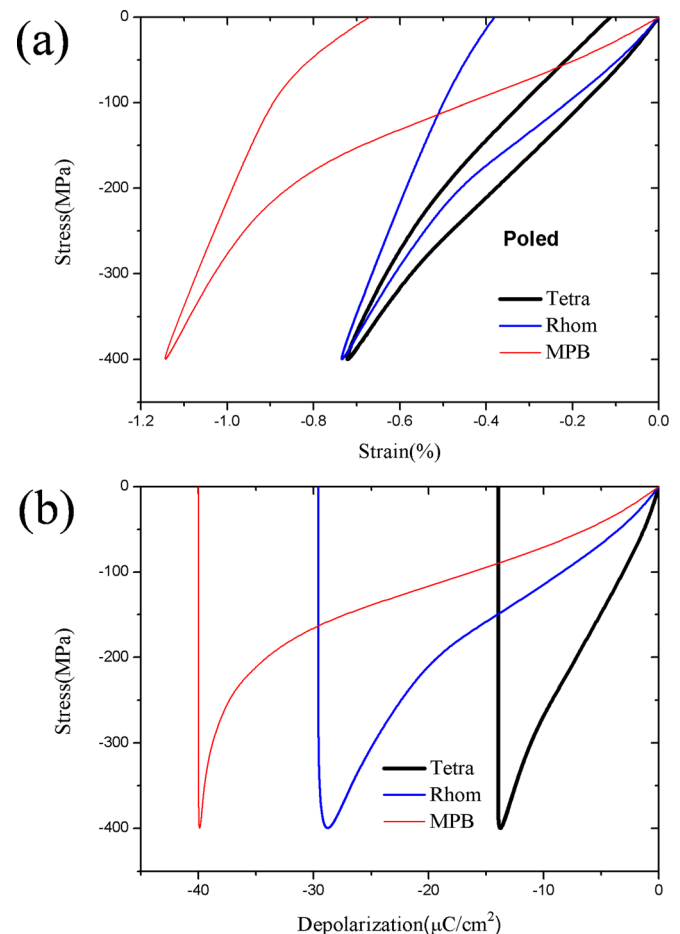 (a)
0
-100
-200
-300
-400
Stress(MPa)
Poled
Tetra
Rhom
MPB
-1.2 -1.0 -0.8 -0.6 -0.4 -0.2 0.0
Strain(%)
(b)
0
-100
-200
-300
-400
Stress(MPa)
Tetra
Rhom
MPB
-40 -30 -20 -10 0
Depolarization(μC/cm²)